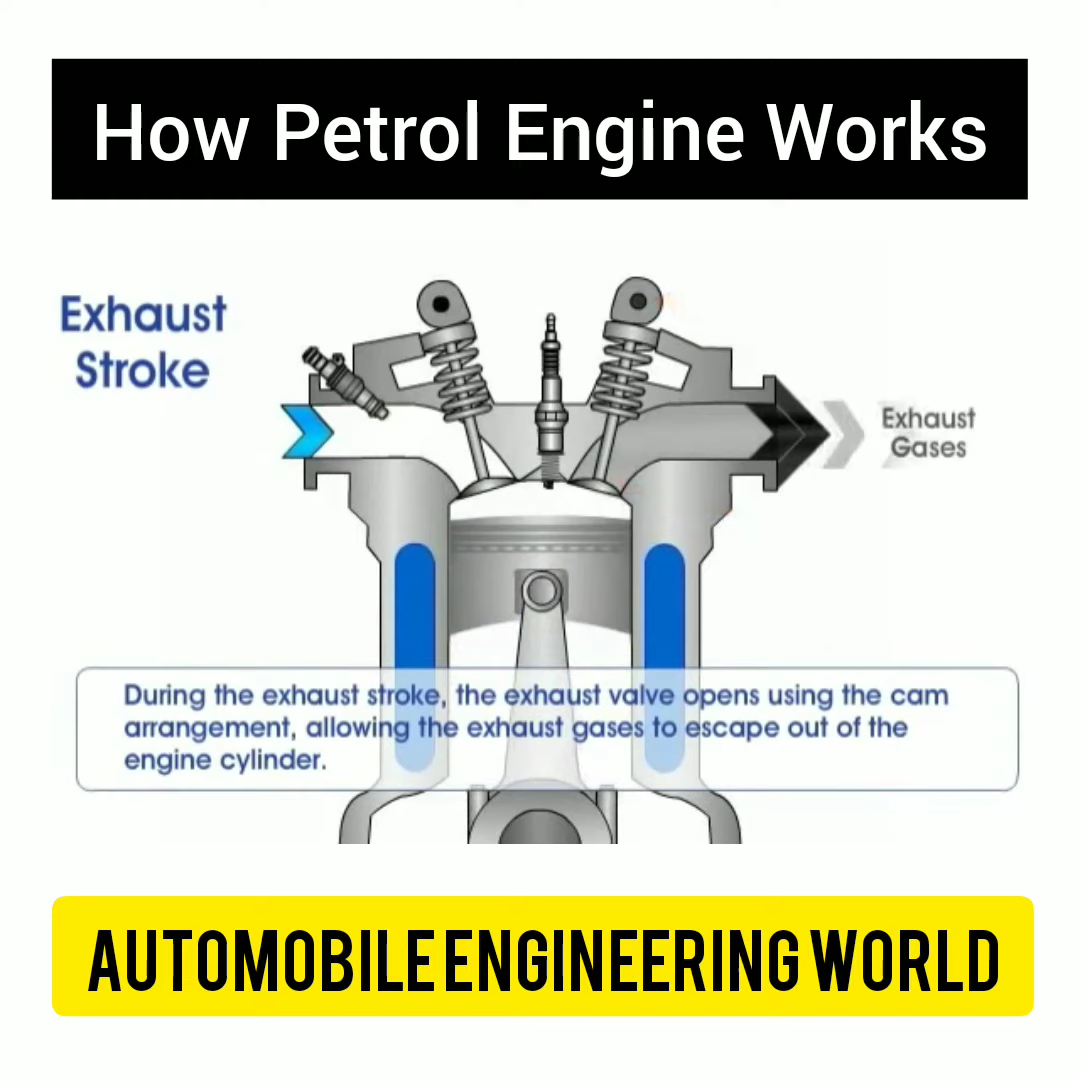 How Petrol Engine Works
Exhaust
Stroke
Exhaust
Gases
During the exhaust stroke, the exhaust valve opens using the cam
arrangement, allowing the exhaust gases to escape out of the
engine cylinder.
AUTOMOBILE ENGINEERING WORLD